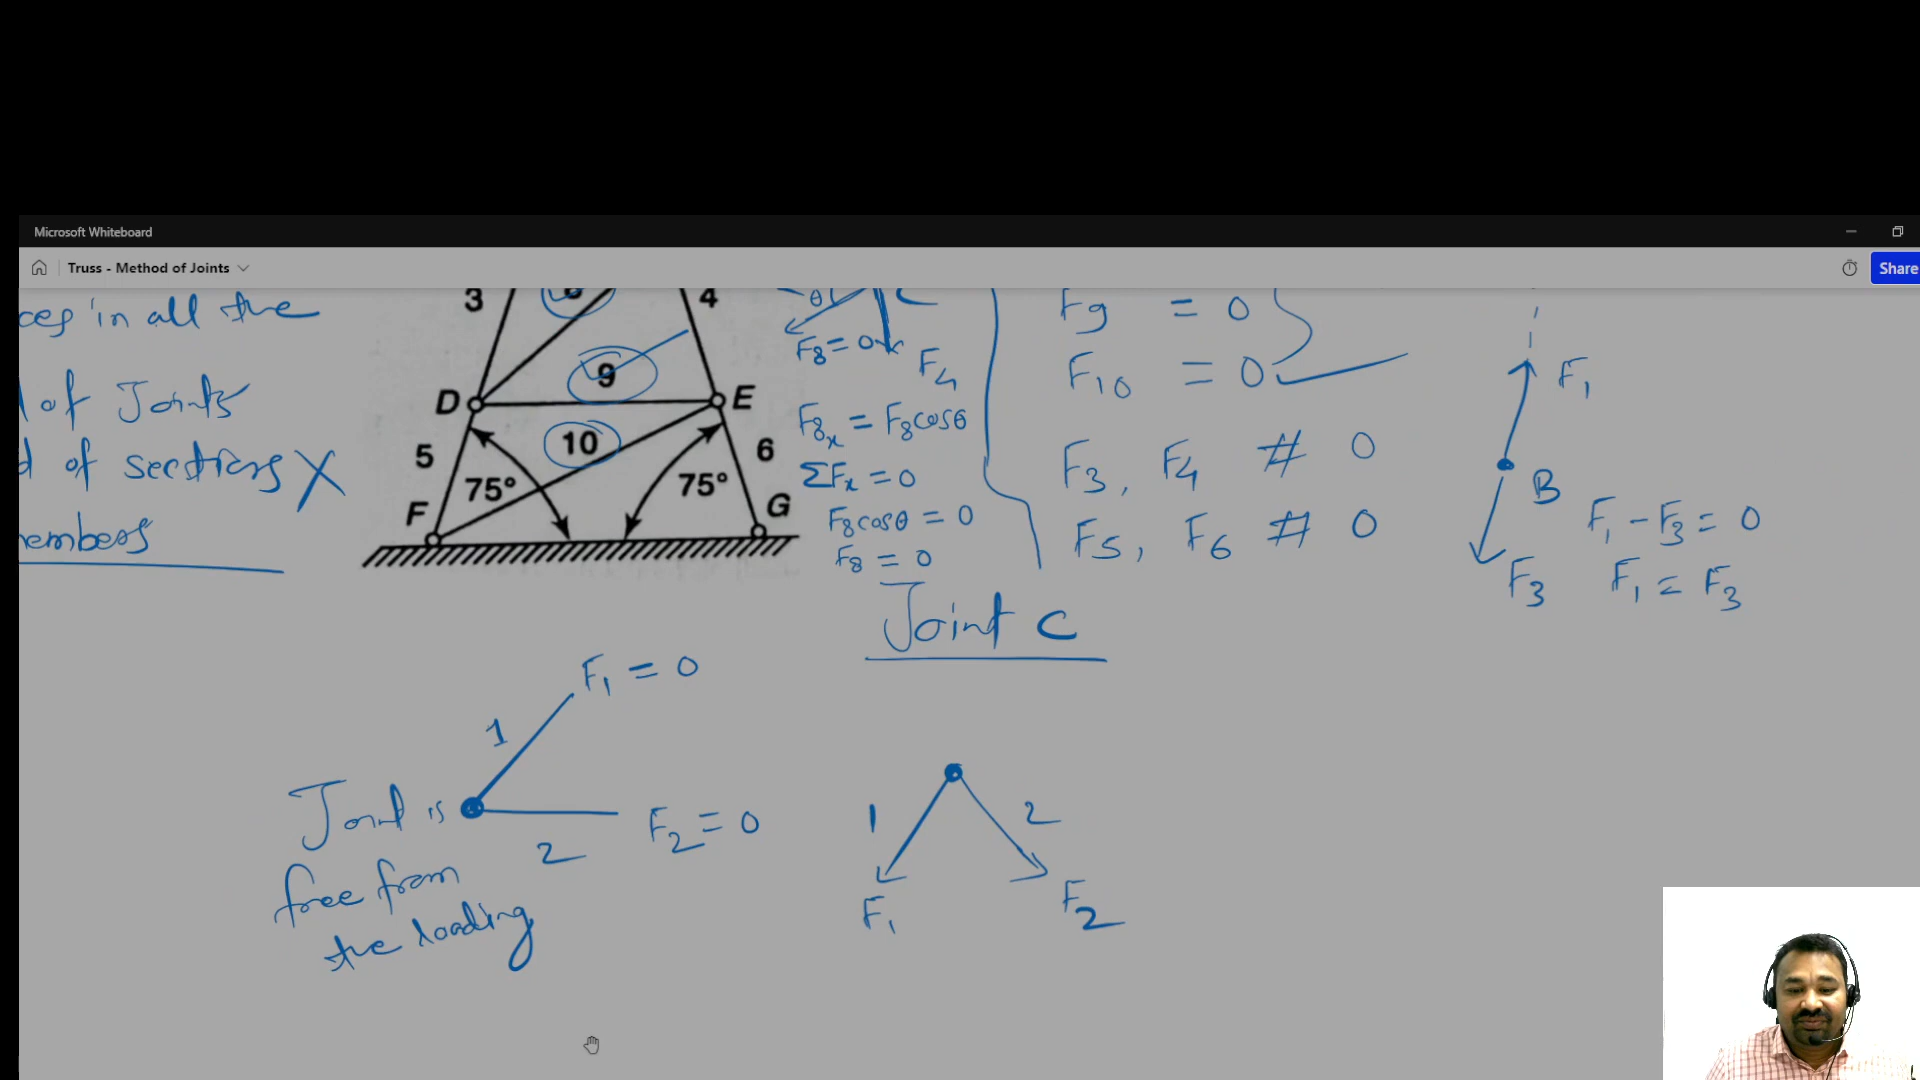 Microsoft Whiteboard
Truss - Method of Joints
Share
ces in all the
of Joints
of sections X
members
3
4
9
D
E
10
5
6
75°
75°
F
G
θ
F8 = 0
F4
F8x = F8cosθ
ΣFx = 0
F8cosθ = 0
F8 = 0
F9 = 0
F10 = 0
F3, F4 # 0
F5, F6 # 0
F1
B
F3
F1 - F3 = 0
F1 = F3
Joint C
F1 = 0
1
Joint is
free from
the loading
2
F2 = 0
1
2
F1
F2